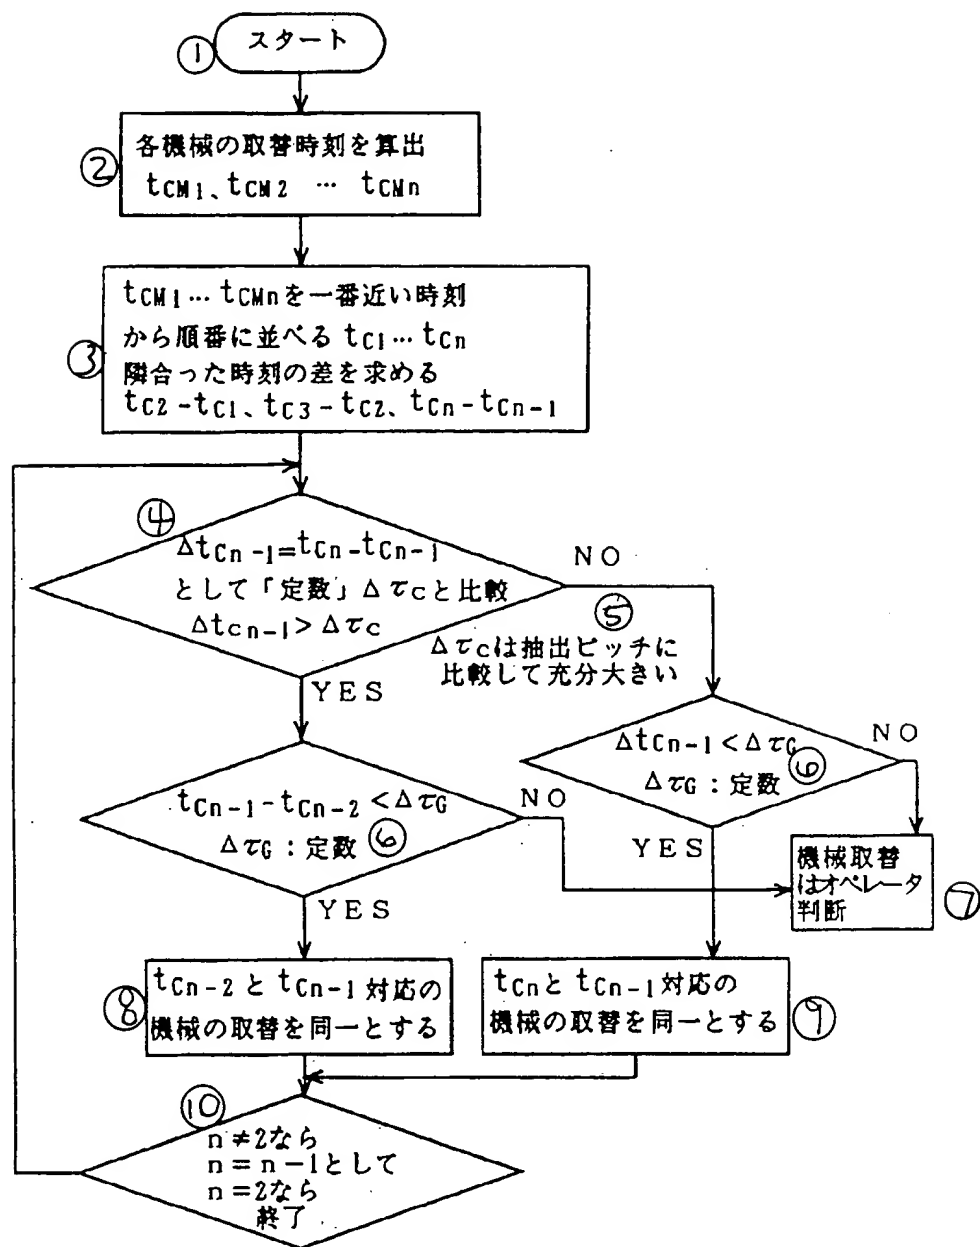 ① スタート
② 各機械の取替時刻を算出
tCM1、tCM2 … tCMn
tCM1…tCMnを一番近い時刻
から順番に並べる tC1…tCn
③ 隣合った時刻の差を求める
tC2-tC1、tC3-tC2、tCn-tCn-1
④
ΔtCn-1=tCn-tCn-1
として「定数」Δτcと比較
Δtcn-1>Δτc
NO
⑤
Δτcは抽出ピッチに
比較して充分大きい
YES
ΔtCn-1<ΔτG
ΔτG:定数 ⑥
NO
YES
tCn-1-tCn-2<ΔτG
ΔτG:定数 ⑥
NO
YES
機械取替
はオペレータ
判断
⑦
tCn-2とtCn-1対応の
⑧ 機械の取替を同一とする
tCnとtCn-1対応の
機械の取替を同一とする ⑨
⑩
n≠2なら
n=n-1として
n=2なら
終了